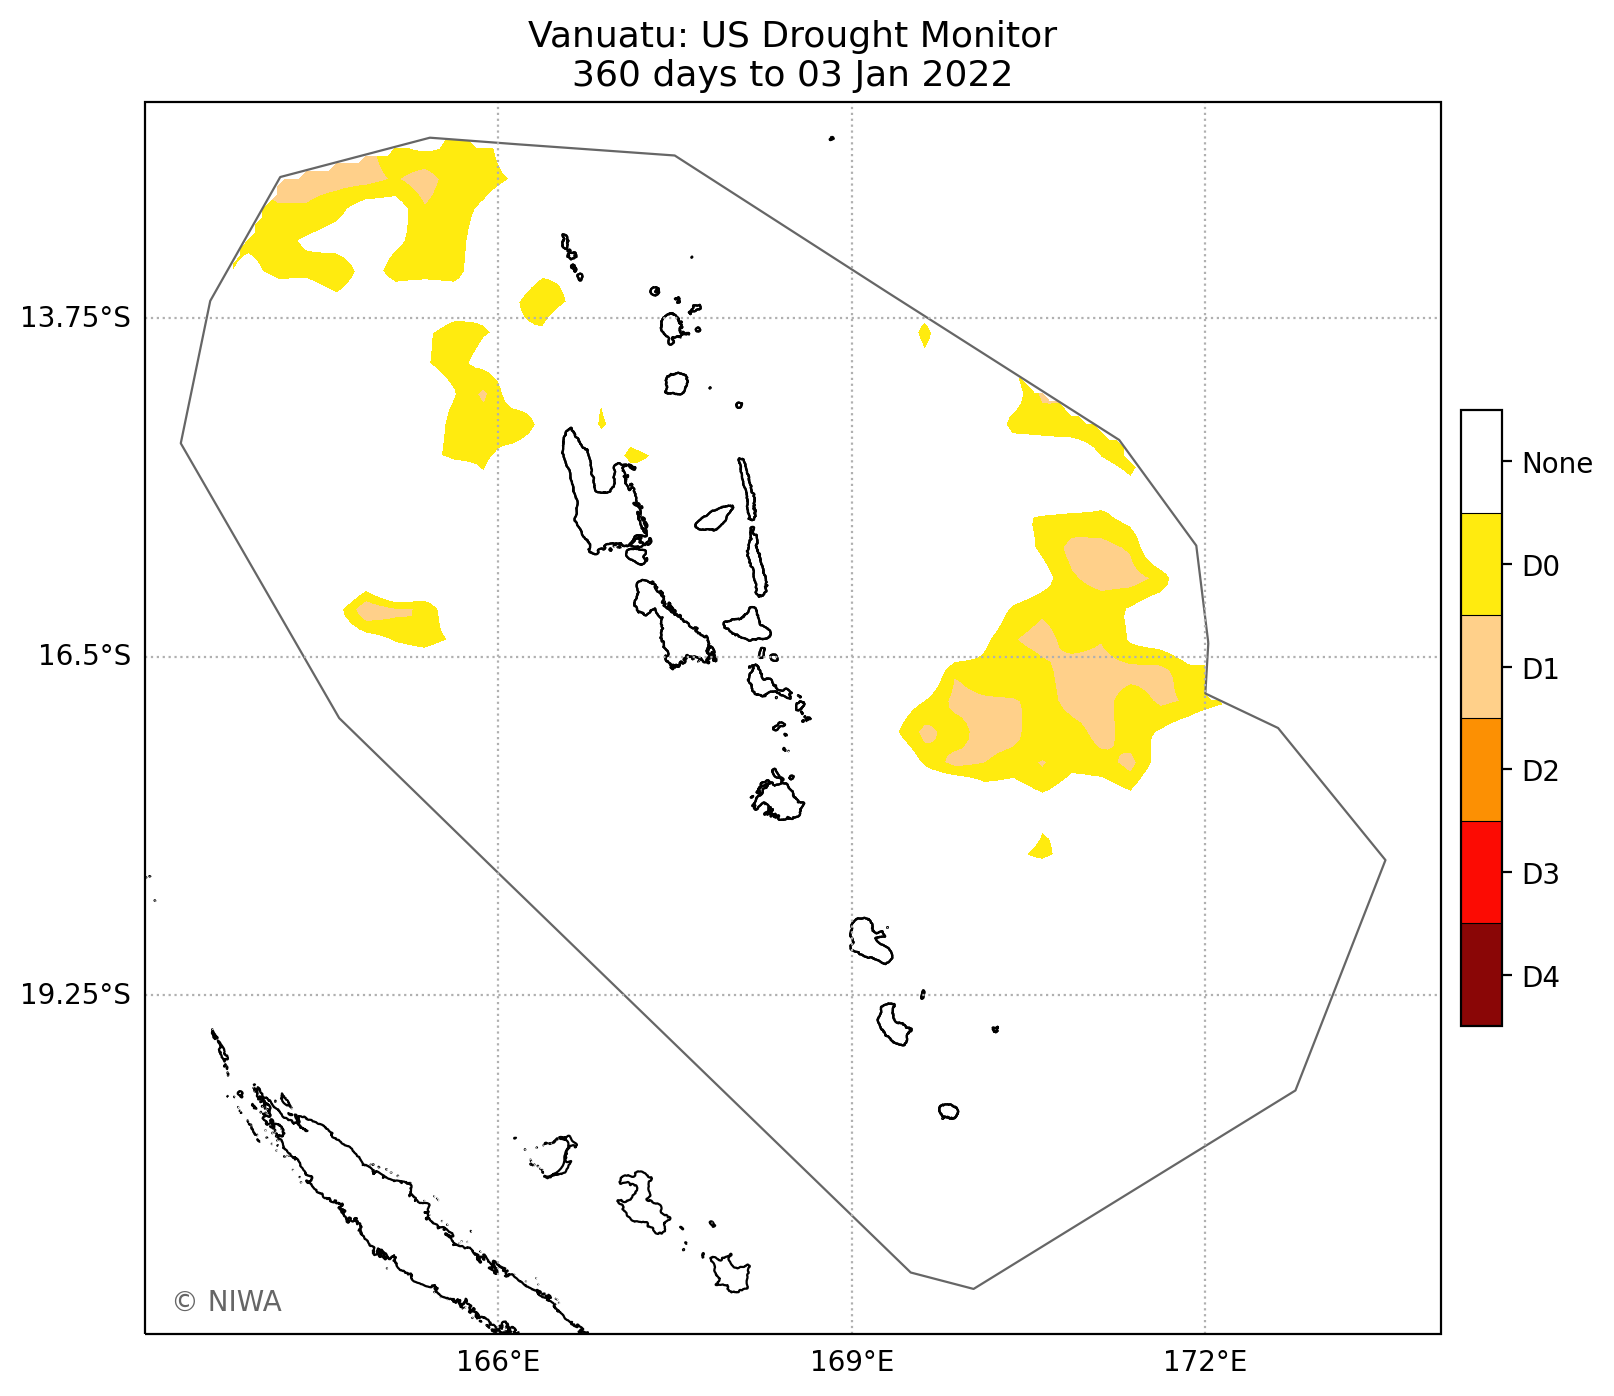 Vanuatu: US Drought Monitor
360 days to 03 Jan 2022
13.75°S
16.5°S
19.25°S
166°E
169°E
172°E
None
D0
D1
D2
D3
D4
© NIWA